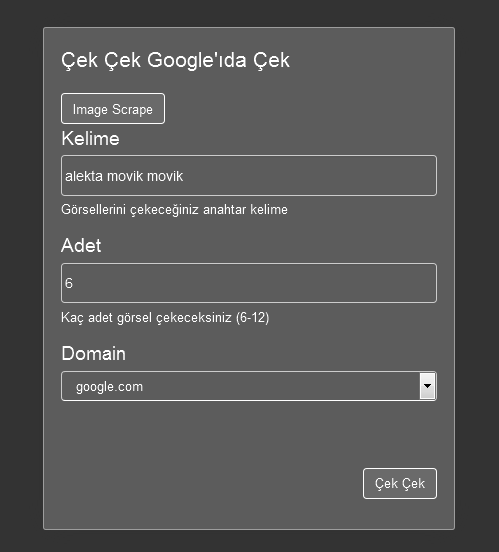 Çek Çek Google'ıda Çek
Image Scrape
Kelime
alekta movik movik
Görsellerini çekeceğiniz anahtar kelime
Adet
6
Kaç adet görsel çekeceksiniz (6-12)
Domain
google.com
Çek Çek